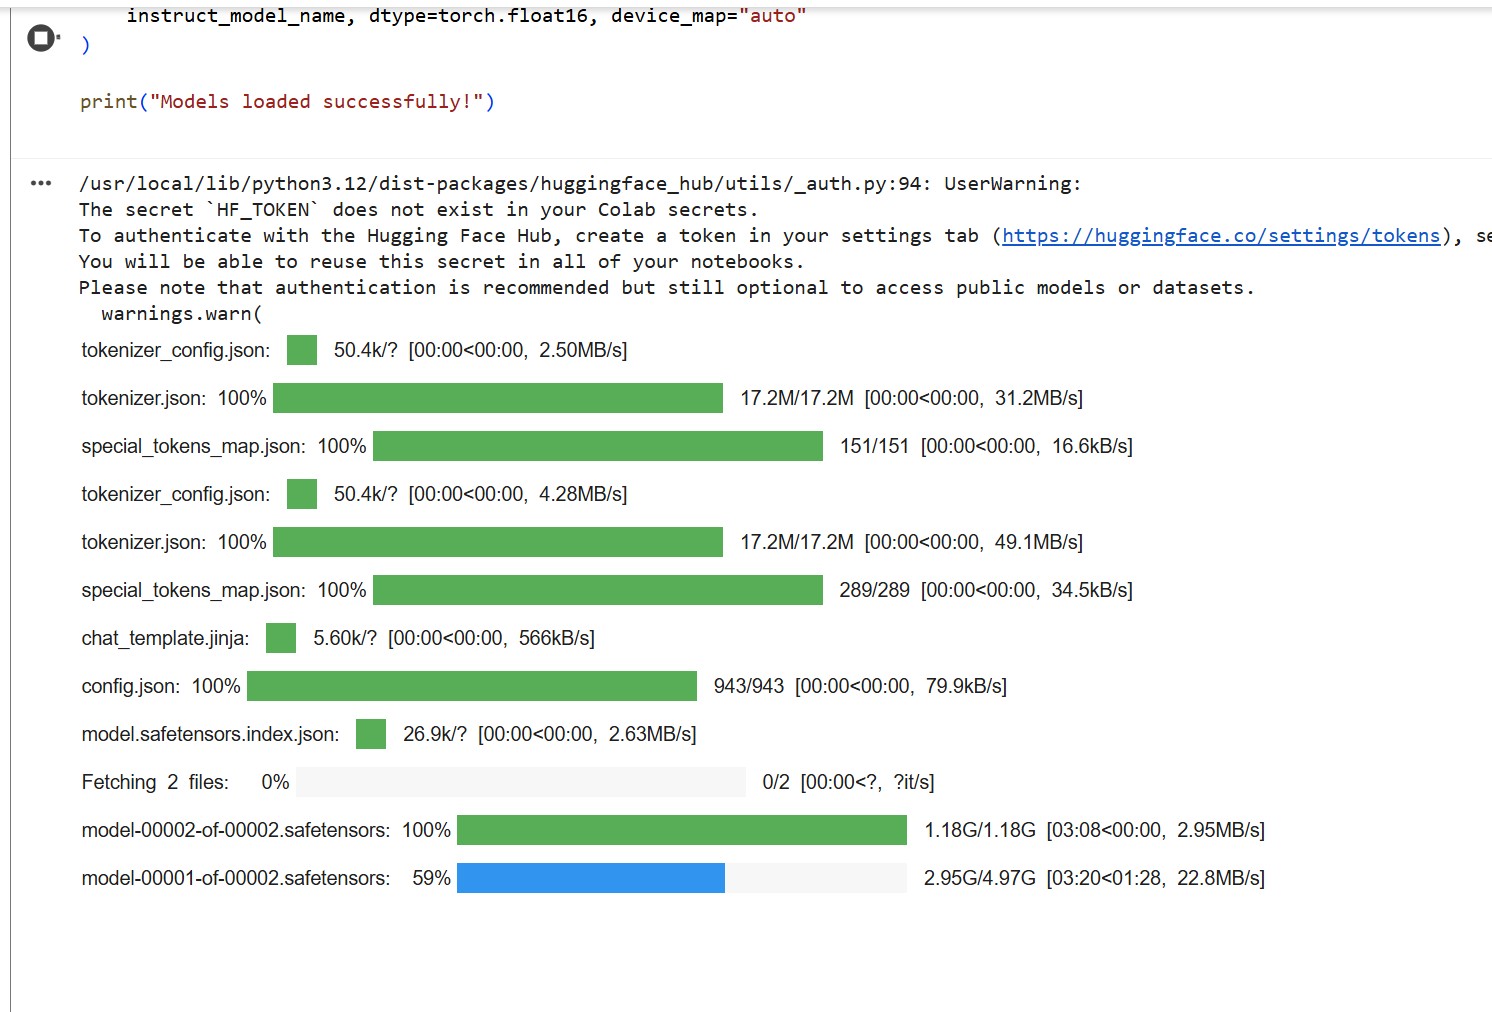 instruct_model_name, dtype=torch.float16, device_map="auto"
)
print("Models loaded successfully!")
/usr/local/lib/python3.12/dist-packages/huggingface_hub/utils/_auth.py:94: UserWarning:
The secret `HF_TOKEN` does not exist in your Colab secrets.
To authenticate with the Hugging Face Hub, create a token in your settings tab (https://huggingface.co/settings/tokens), se
You will be able to reuse this secret in all of your notebooks.
Please note that authentication is recommended but still optional to access public models or datasets.
warnings.warn(
tokenizer_config.json: 50.4k/? [00:00<00:00, 2.50MB/s]
tokenizer.json: 100% 17.2M/17.2M [00:00<00:00, 31.2MB/s]
special_tokens_map.json: 100% 151/151 [00:00<00:00, 16.6kB/s]
tokenizer_config.json: 50.4k/? [00:00<00:00, 4.28MB/s]
tokenizer.json: 100% 17.2M/17.2M [00:00<00:00, 49.1MB/s]
special_tokens_map.json: 100% 289/289 [00:00<00:00, 34.5kB/s]
chat_template.jinja: 5.60k/? [00:00<00:00, 566kB/s]
config.json: 100% 943/943 [00:00<00:00, 79.9kB/s]
model.safetensors.index.json: 26.9k/? [00:00<00:00, 2.63MB/s]
Fetching 2 files: 0% 0/2 [00:00<?, ?it/s]
model-00002-of-00002.safetensors: 100% 1.18G/1.18G [03:08<00:00, 2.95MB/s]
model-00001-of-00002.safetensors: 59% 2.95G/4.97G [03:20<01:28, 22.8MB/s]